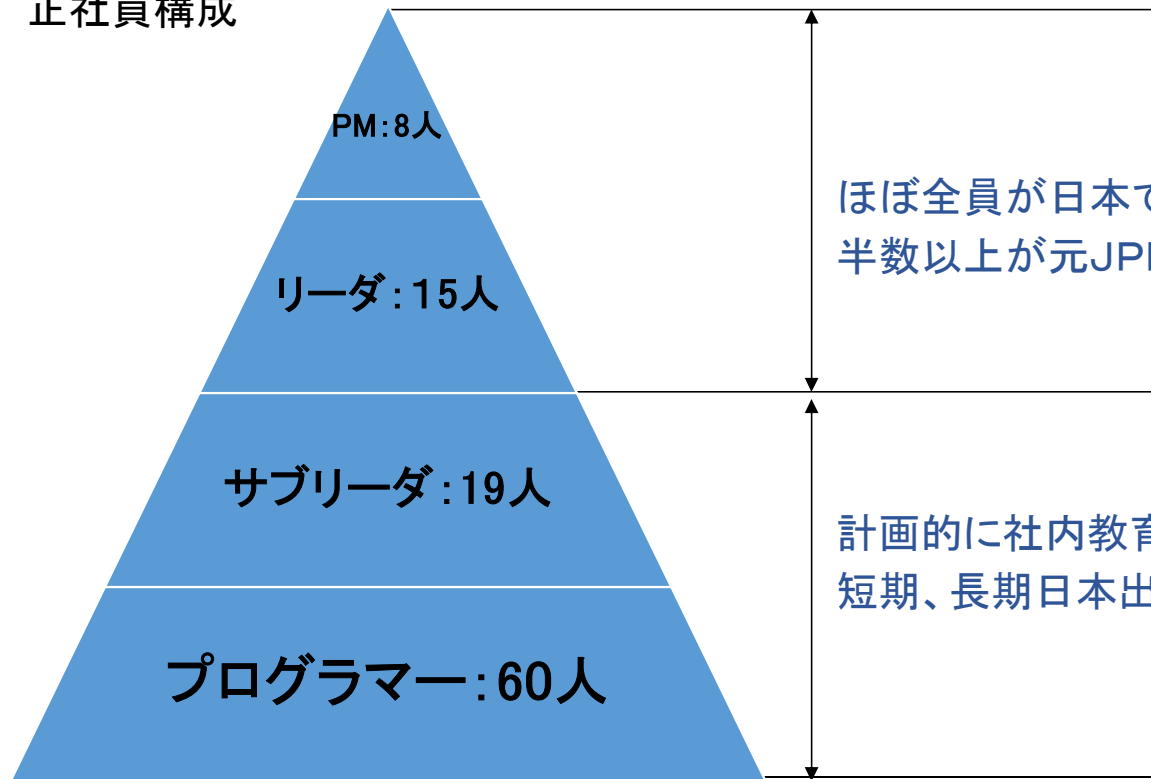 正社員構成
PM:8人
リーダ:15人
サブリーダ:19人
プログラマー:60人
ほぼ全員が日本で
半数以上が元JP
計画的に社内教育
短期、長期日本出